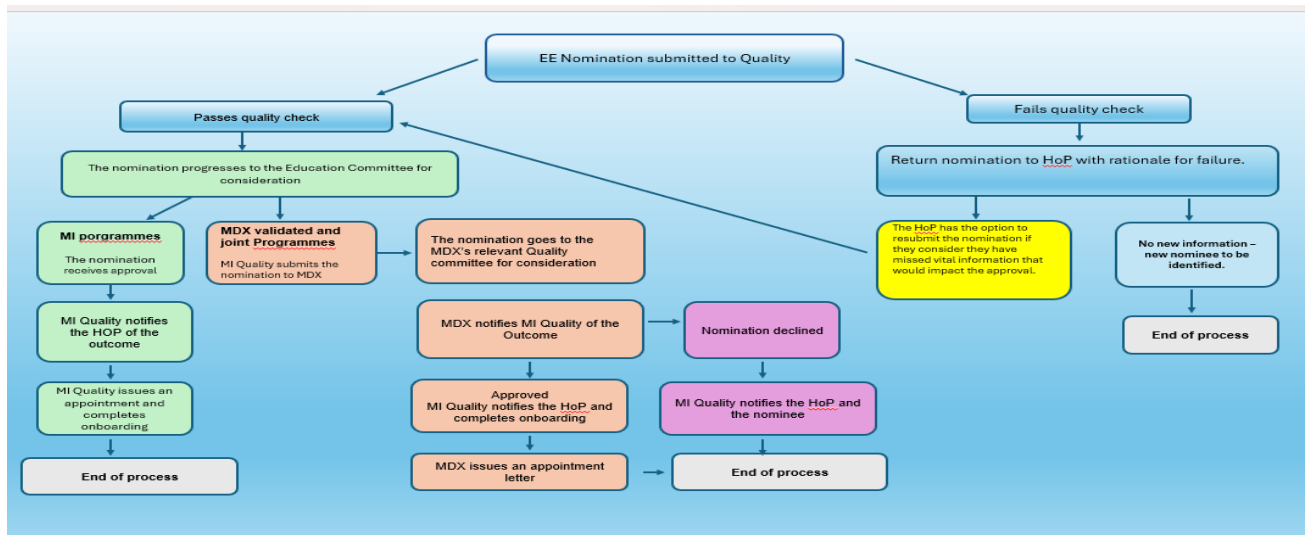 EE Nomination submitted to Quality
Passes quality check
Fails quality check
The nomination progresses to the Education Committee for
consideration
Return nomination to HoP with rationale for failure.
MI porgrammes
The nomination
receives approval
MDX validated and
joint Programmes
MI Quality submits the
nomination to MDX
The nomination goes to the
MDX's relevant Quality
committee for consideration
The HoP has the option to
resubmit the nomination if
they consider they have
missed vital information that
would impact the approval.
No new information –
new nominee to be
identified.
MI Quality notifies
the HOP of the
outcome
MDX notifies MI Quality of the
Outcome
Nomination declined
End of process
MI Quality issues an
appointment and
completes
onboarding
Approved
MI Quality notifies the HoP and
completes onboarding
MI Quality notifies the HoP and
the nominee
End of process
MDX issues an appointment
letter
End of process